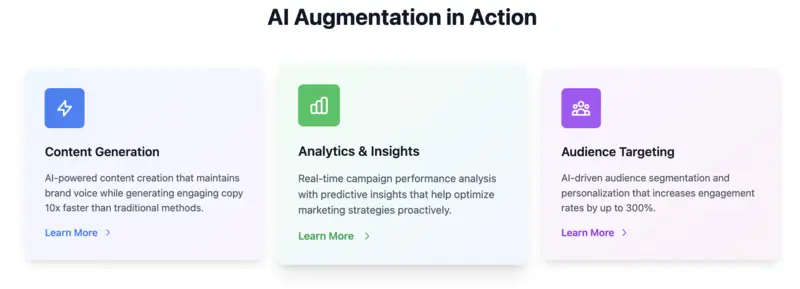 AI Augmentation in Action
Content Generation
AI-powered content creation that maintains
brand voice while generating engaging copy
10x faster than traditional methods.
Learn More
Analytics & Insights
Real-time campaign performance analysis
with predictive insights that help optimize
marketing strategies proactively.
Learn More
Audience Targeting
AI-driven audience segmentation and
personalization that increases engagement
rates by up to 300%.
Learn More